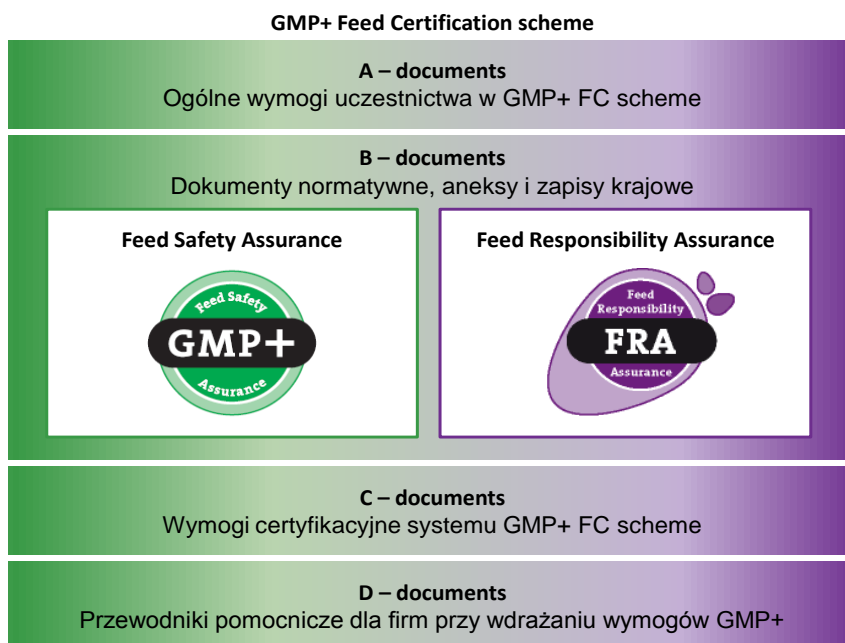 GMP+ Feed Certification scheme
A – documents
Ogólne wymogi uczestnictwa w GMP+ FC scheme
B – documents
Dokumenty normatywne, aneksy i zapisy krajowe
Feed Safety Assurance
Feed Safety
GMP+
Assurance
Feed Responsibility Assurance
Feed
Responsibility
FRA
Assurance
C – documents
Wymogi certyfikacyjne systemu GMP+ FC scheme
D – documents
Przewodniki pomocnicze dla firm przy wdrażaniu wymogów GMP+